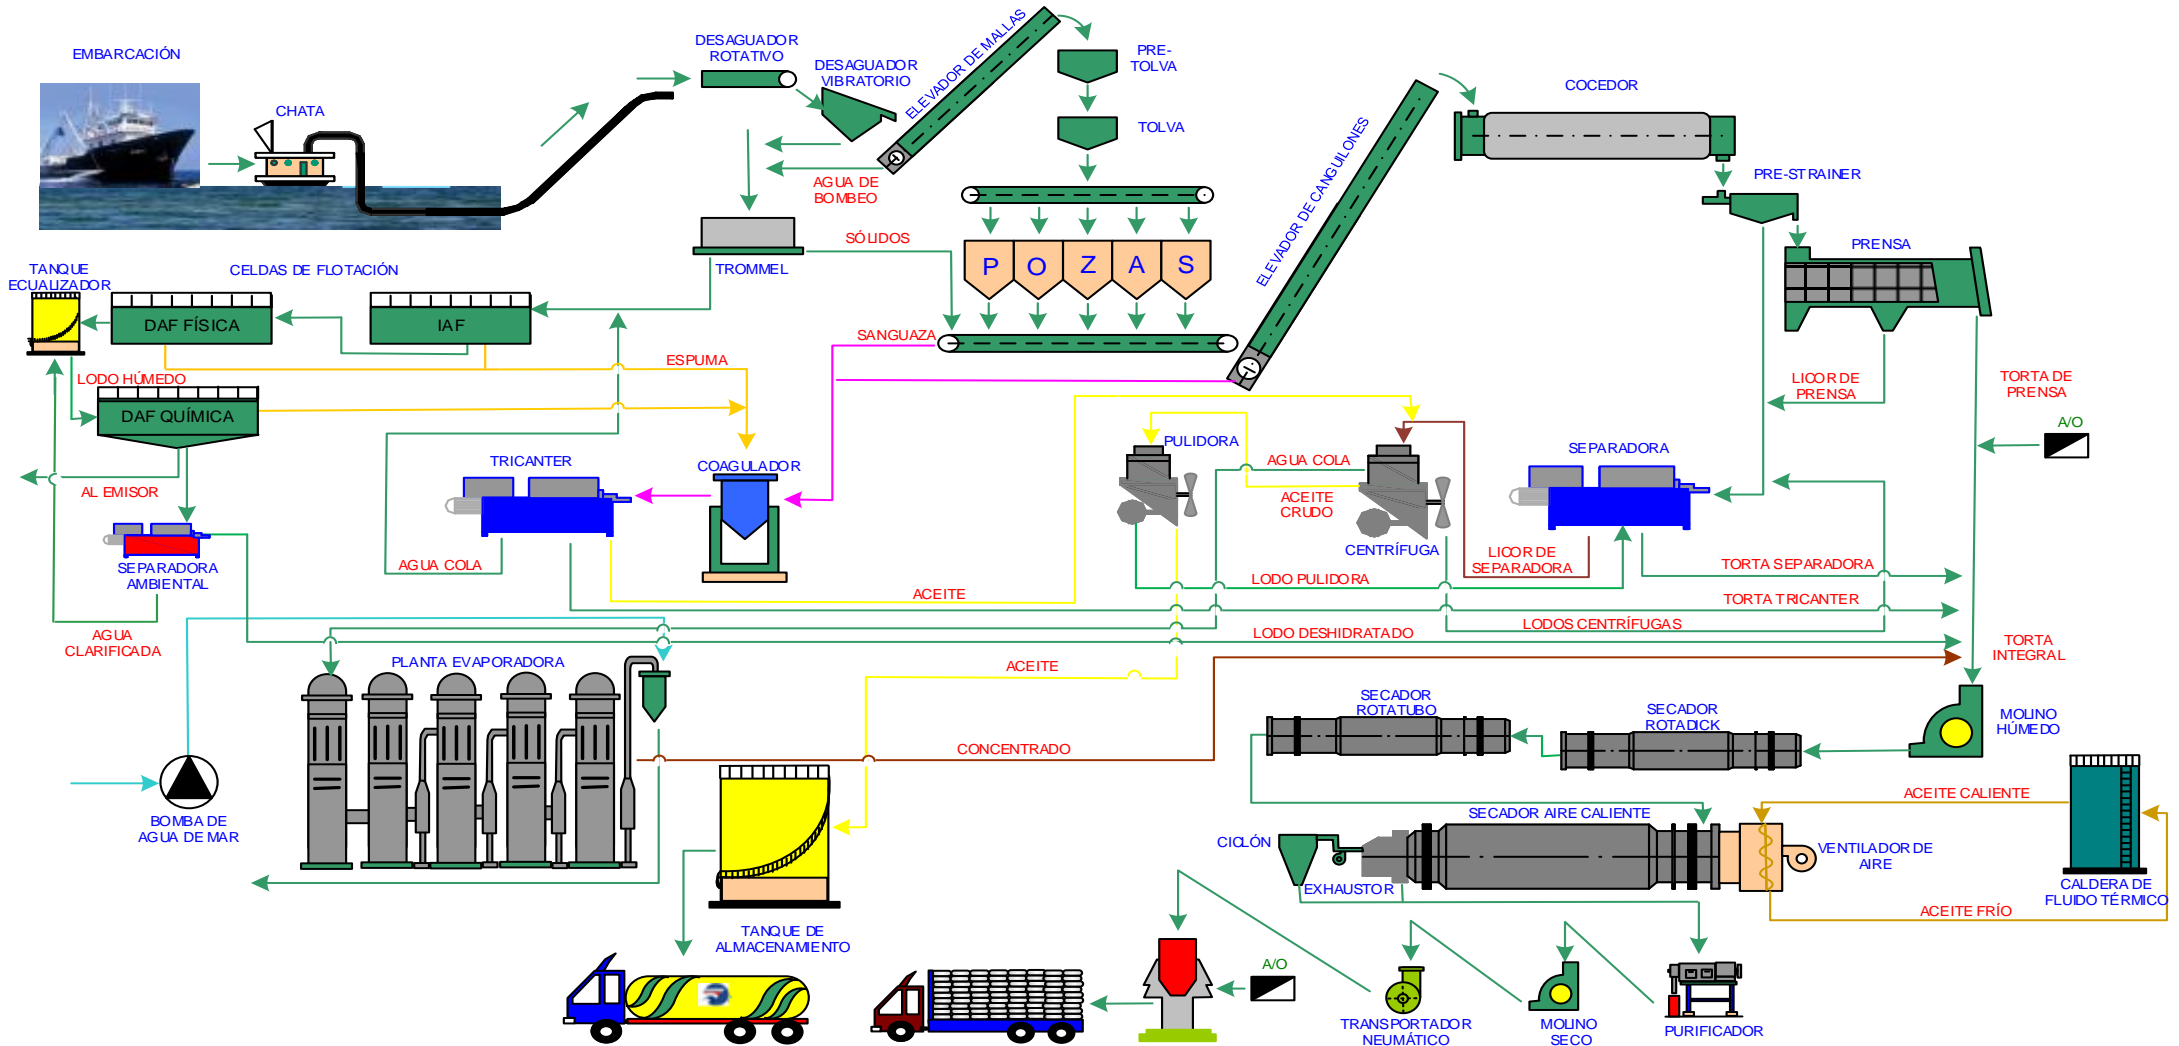 EMBARCACIÓN
CHATA
DESAGUADOR
ROTATIVO
DESAGUADOR
VIBRATORIO
ELEVADOR DE MALLAS
PRE-
TOLVA
TOLVA
AGUA DE
BOMBEO
ELEVADOR DE CANGUILONES
COCEDOR
PRE-STRAINER
PRENSA
TROMMEL
SÓLIDOS
P O Z A S
TANQUE
ECUALIZADOR
CELDAS DE FLOTACIÓN
DAF FÍSICA
IAF
SANGUAZA
ESPUMA
LODO HÚMEDO
DAF QUÍMICA
LICOR DE
PRENSA
TORTA DE
PRENSA
A/O
AL EMISOR
TRICANTER
COAGULADOR
PULIDORA
AGUA COLA
ACEITE
CRUDO
CENTRÍFUGA
SEPARADORA
LICOR DE
SEPARADORA
SEPARADORA
AMBIENTAL
AGUA COLA
ACEITE
LODO PULIDORA
TORTA SEPARADORA
TORTA TRICANTER
LODOS CENTRÍFUGAS
LODO DESHIDRATADO
AGUA
CLARIFICADA
TORTA
INTEGRAL
PLANTA EVAPORADORA
ACEITE
CONCENTRADO
SECADOR
ROTATUBO
SECADOR
ROTADICK
MOLINO
HÚMEDO
BOMBA DE
AGUA DE MAR
ACEITE CALIENTE
SECADOR AIRE CALIENTE
CICLÓN
EXHAUSTOR
VENTILADOR DE
AIRE
CALDERA DE
FLUIDO TÉRMICO
ACEITE FRÍO
TANQUE DE
ALMACENAMIENTO
A/O
TRANSPORTADOR
NEUMÁTICO
MOLINO
SECO
PURIFICADOR